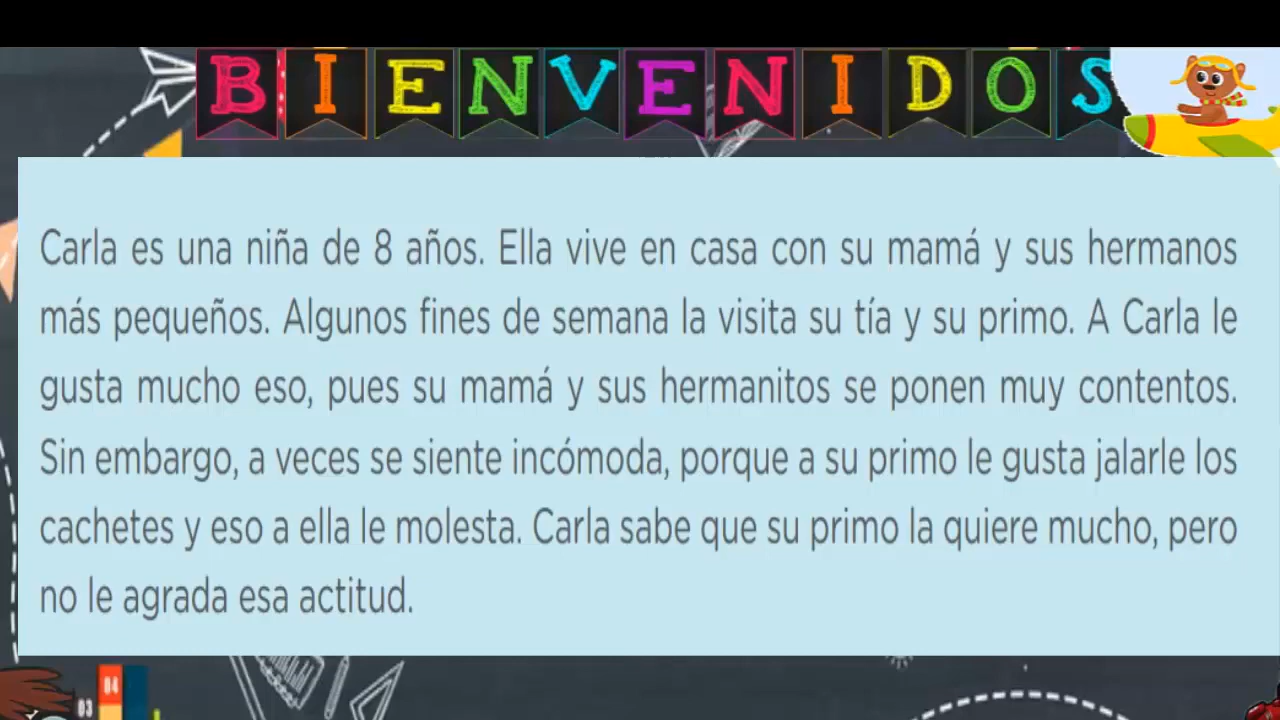 BIENVENIDOS
Carla es una niña de 8 años. Ella vive en casa con su mamá y sus hermanos
más pequeños. Algunos fines de semana la visita su tía y su primo. A Carla le
gusta mucho eso, pues su mamá y sus hermanitos se ponen muy contentos.
Sin embargo, a veces se siente incómoda, porque a su primo le gusta jalarle los
cachetes y eso a ella le molesta. Carla sabe que su primo la quiere mucho, pero
no le agrada esa actitud.
04
03